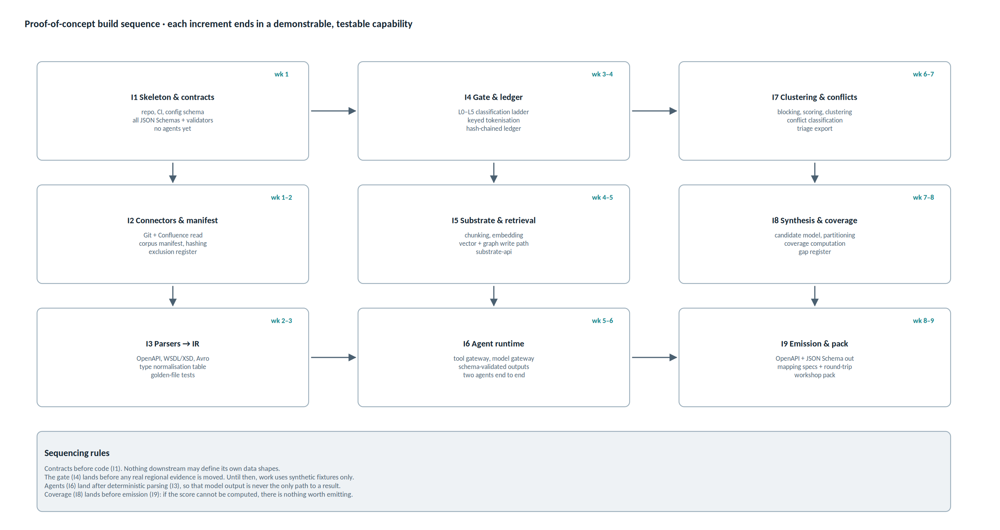 Proof-of-concept build sequence · each increment ends in a demonstrable, testable capability
wk 1
I1 Skeleton & contracts
repo, CI, config schema
all JSON Schemas + validators
no agents yet
wk 3–4
I4 Gate & ledger
L0–L5 classification ladder
keyed tokenisation
hash-chained ledger
wk 6–7
I7 Clustering & conflicts
blocking, scoring, clustering
conflict classification
triage export
wk 1–2
I2 Connectors & manifest
Git + Confluence read
corpus manifest, hashing
exclusion register
wk 4–5
I5 Substrate & retrieval
chunking, embedding
vector + graph write path
substrate-api
wk 7–8
I8 Synthesis & coverage
candidate model, partitioning
coverage computation
gap register
wk 2–3
I3 Parsers → IR
OpenAPI, WSDL/XSD, Avro
type normalisation table
golden-file tests
wk 5–6
I6 Agent runtime
tool gateway, model gateway
schema-validated outputs
two agents end to end
wk 8–9
I9 Emission & pack
OpenAPI + JSON Schema out
mapping specs + round-trip
workshop pack
Sequencing rules
Contracts before code (I1). Nothing downstream may define its own data shapes.
The gate (I4) lands before any real regional evidence is moved. Until then, work uses synthetic fixtures only.
Agents (I6) land after deterministic parsing (I3), so that model output is never the only path to a result.
Coverage (I8) lands before emission (I9): if the score cannot be computed, there is nothing worth emitting.